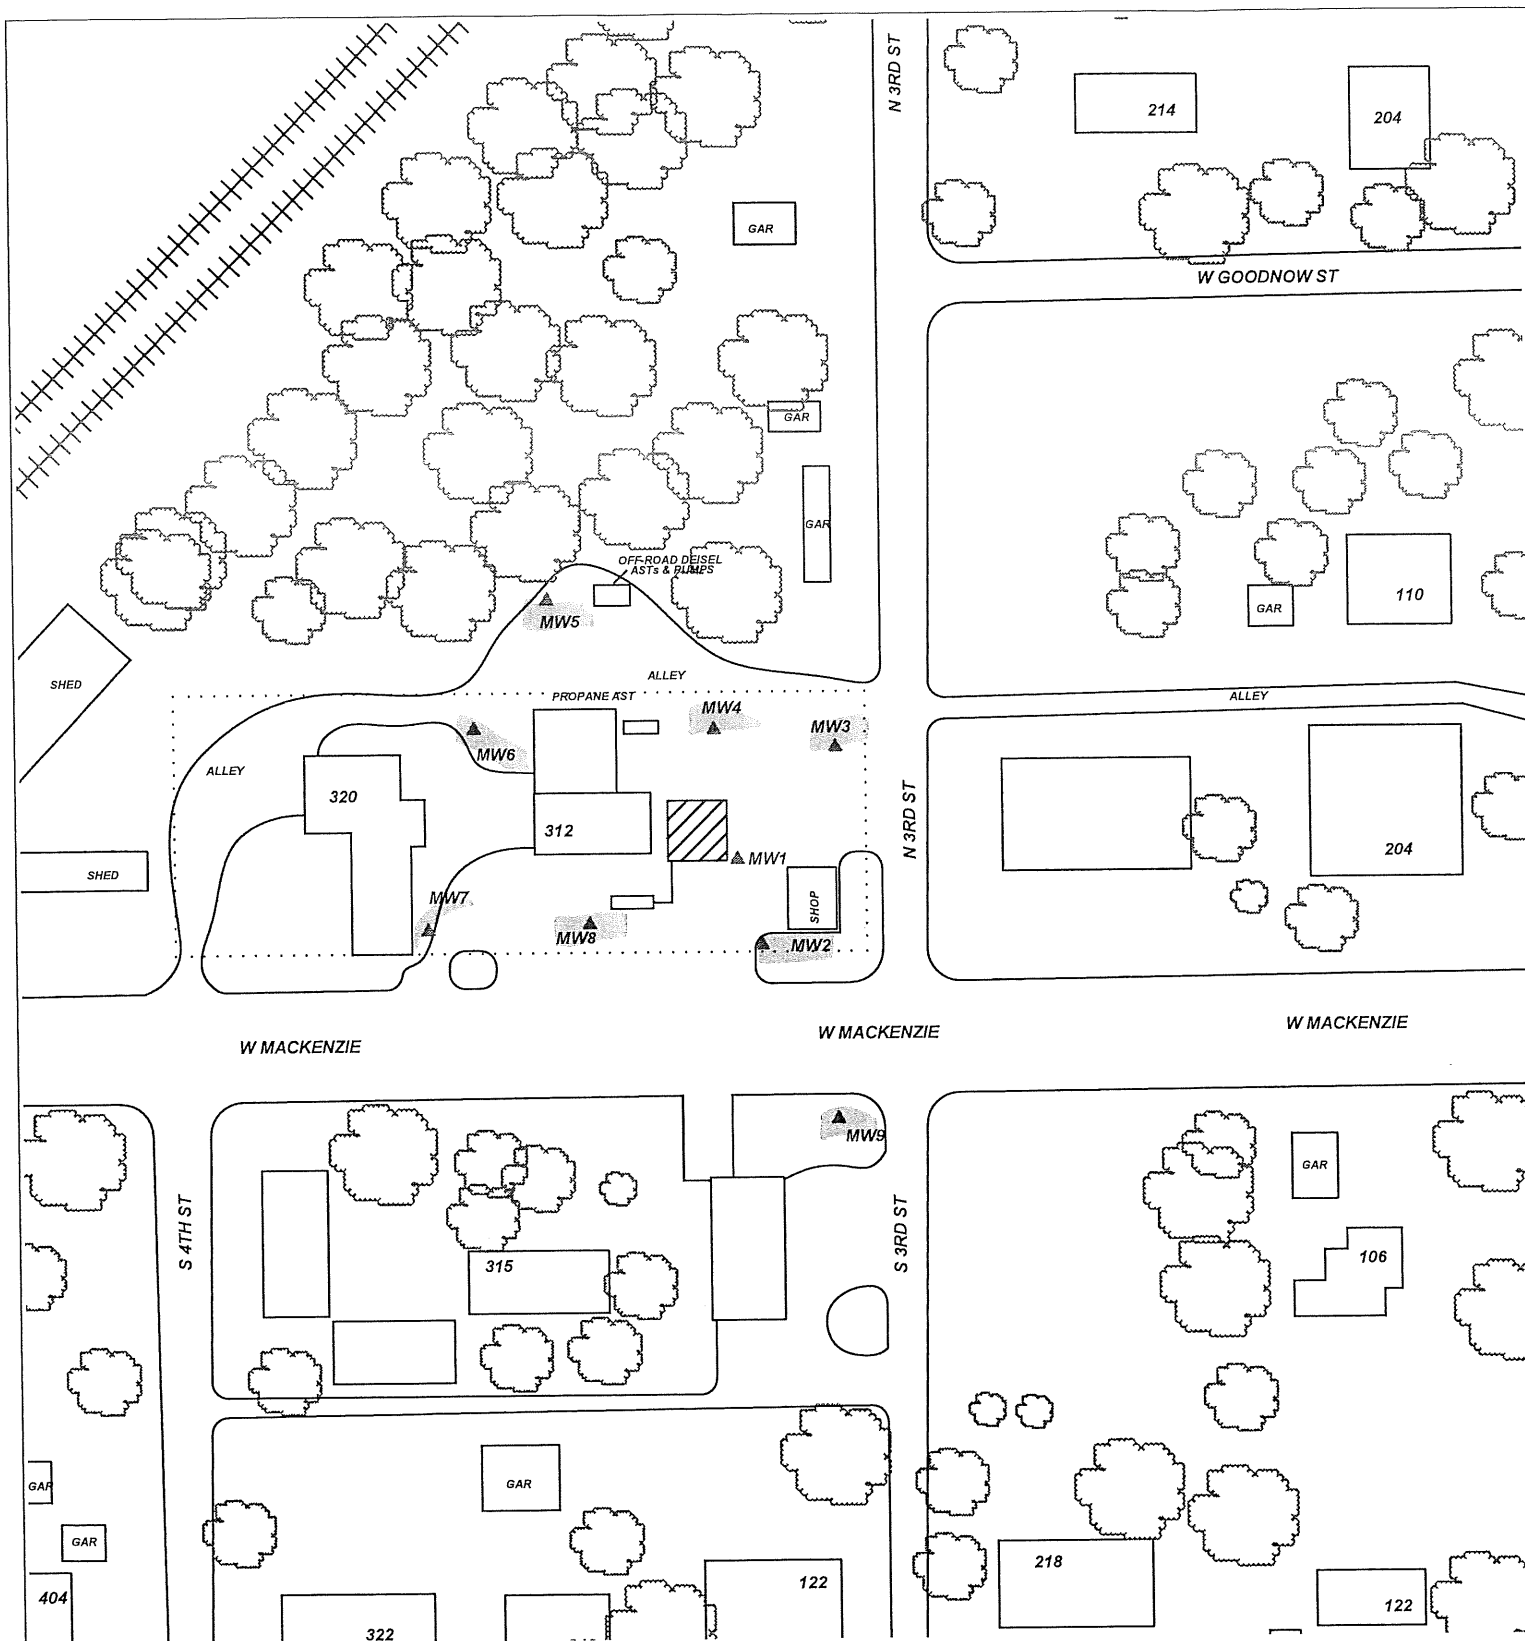 N 3RD ST
214
204
GAR
W GOODNOW ST
GAR
GAR
OFF-ROAD DEISEL
ASTs & PUMPS
MW5
GAR
110
SHED
ALLEY
PROPANE AST
ALLEY
MW4
MW3
MW6
ALLEY
320
312
N 3RD ST
204
MW1
SHED
MW7
SHOP
MW8
MW2
W MACKENZIE
W MACKENZIE
W MACKENZIE
MW9
GAR
S 4TH ST
S 3RD ST
315
106
GAR
GAR
GAR
404
322
122
218
122